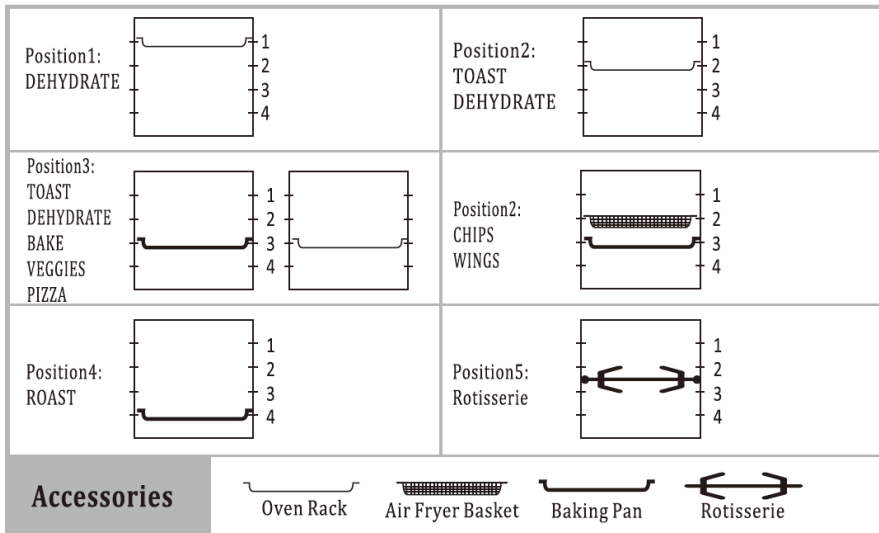 Position1:
DEHYDRATE
1
2
3
4
Position2:
TOAST
DEHYDRATE
1
2
3
4
Position3:
TOAST
DEHYDRATE
BAKE
VEGGIES
PIZZA
1
2
3
4
Position2:
CHIPS
WINGS
1
2
3
4
Position4:
ROAST
1
2
3
4
Position5:
Rotisserie
1
2
3
4
Accessories
Oven Rack
Air Fryer Basket
Baking Pan
Rotisserie